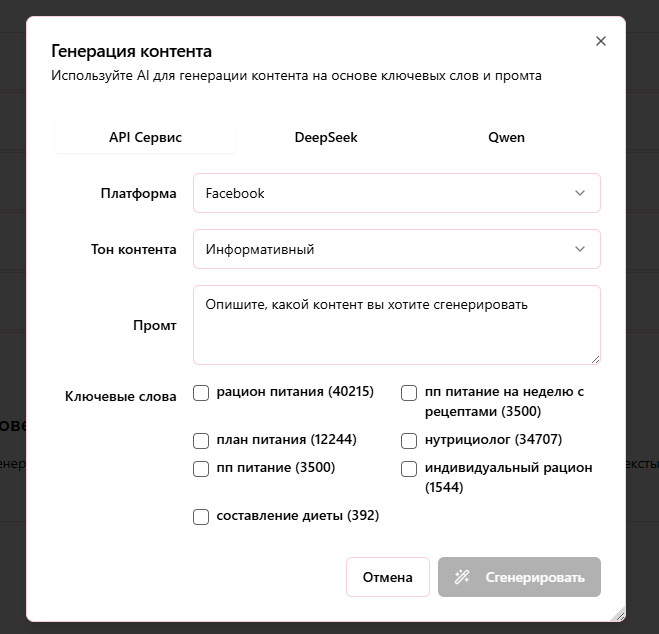 Генерация контента
Используйте AI для генерации контента на основе ключевых слов и промта
API Сервис DeepSeek Qwen
Платформа Facebook
Тон контента Информативный
Промт Опишите, какой контент вы хотите сгенерировать
Ключевые слова
рацион питания (40215)
пп питание на неделю с
рецептами (3500)
план питания (12244)
нутрициолог (34707)
пп питание (3500)
индивидуальный рацион
(1544)
составление диеты (392)
Отмена Сгенерировать